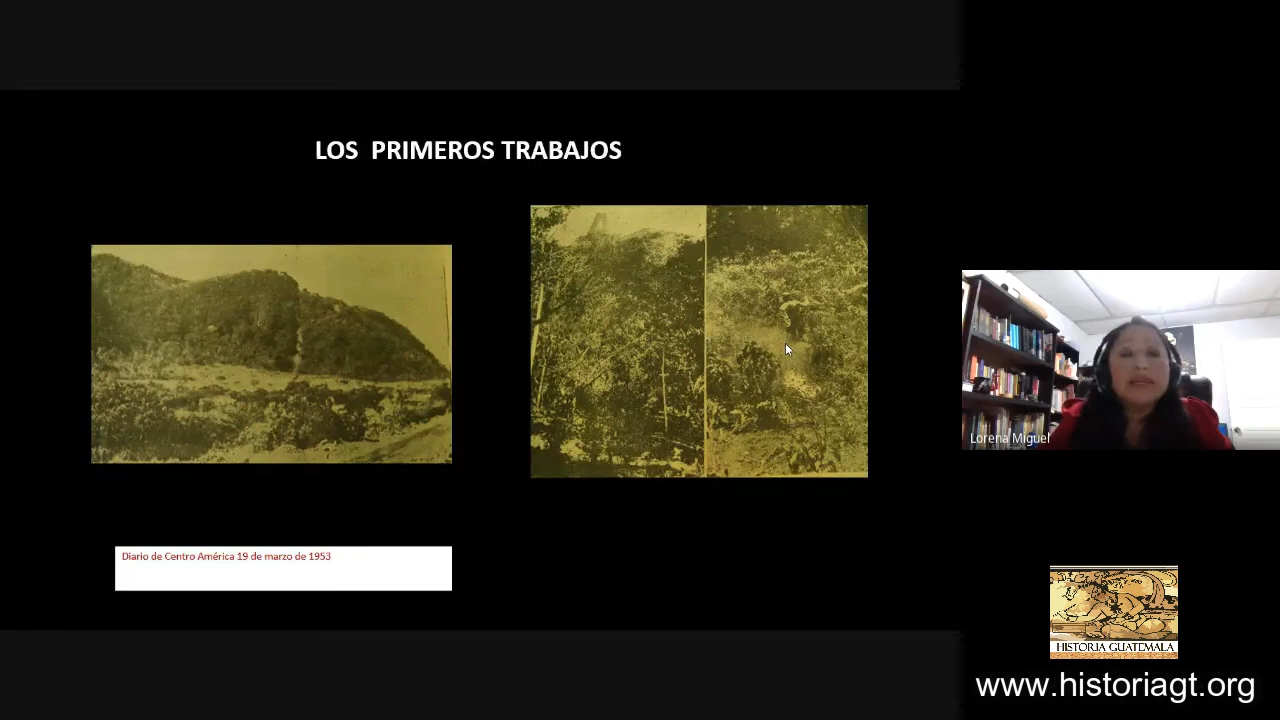 LOS PRIMEROS TRABAJOS
Diario de Centro América 19 de marzo de 1953
Lorena Miguel
HISTORIA GUATEMALA
www.historiagt.org